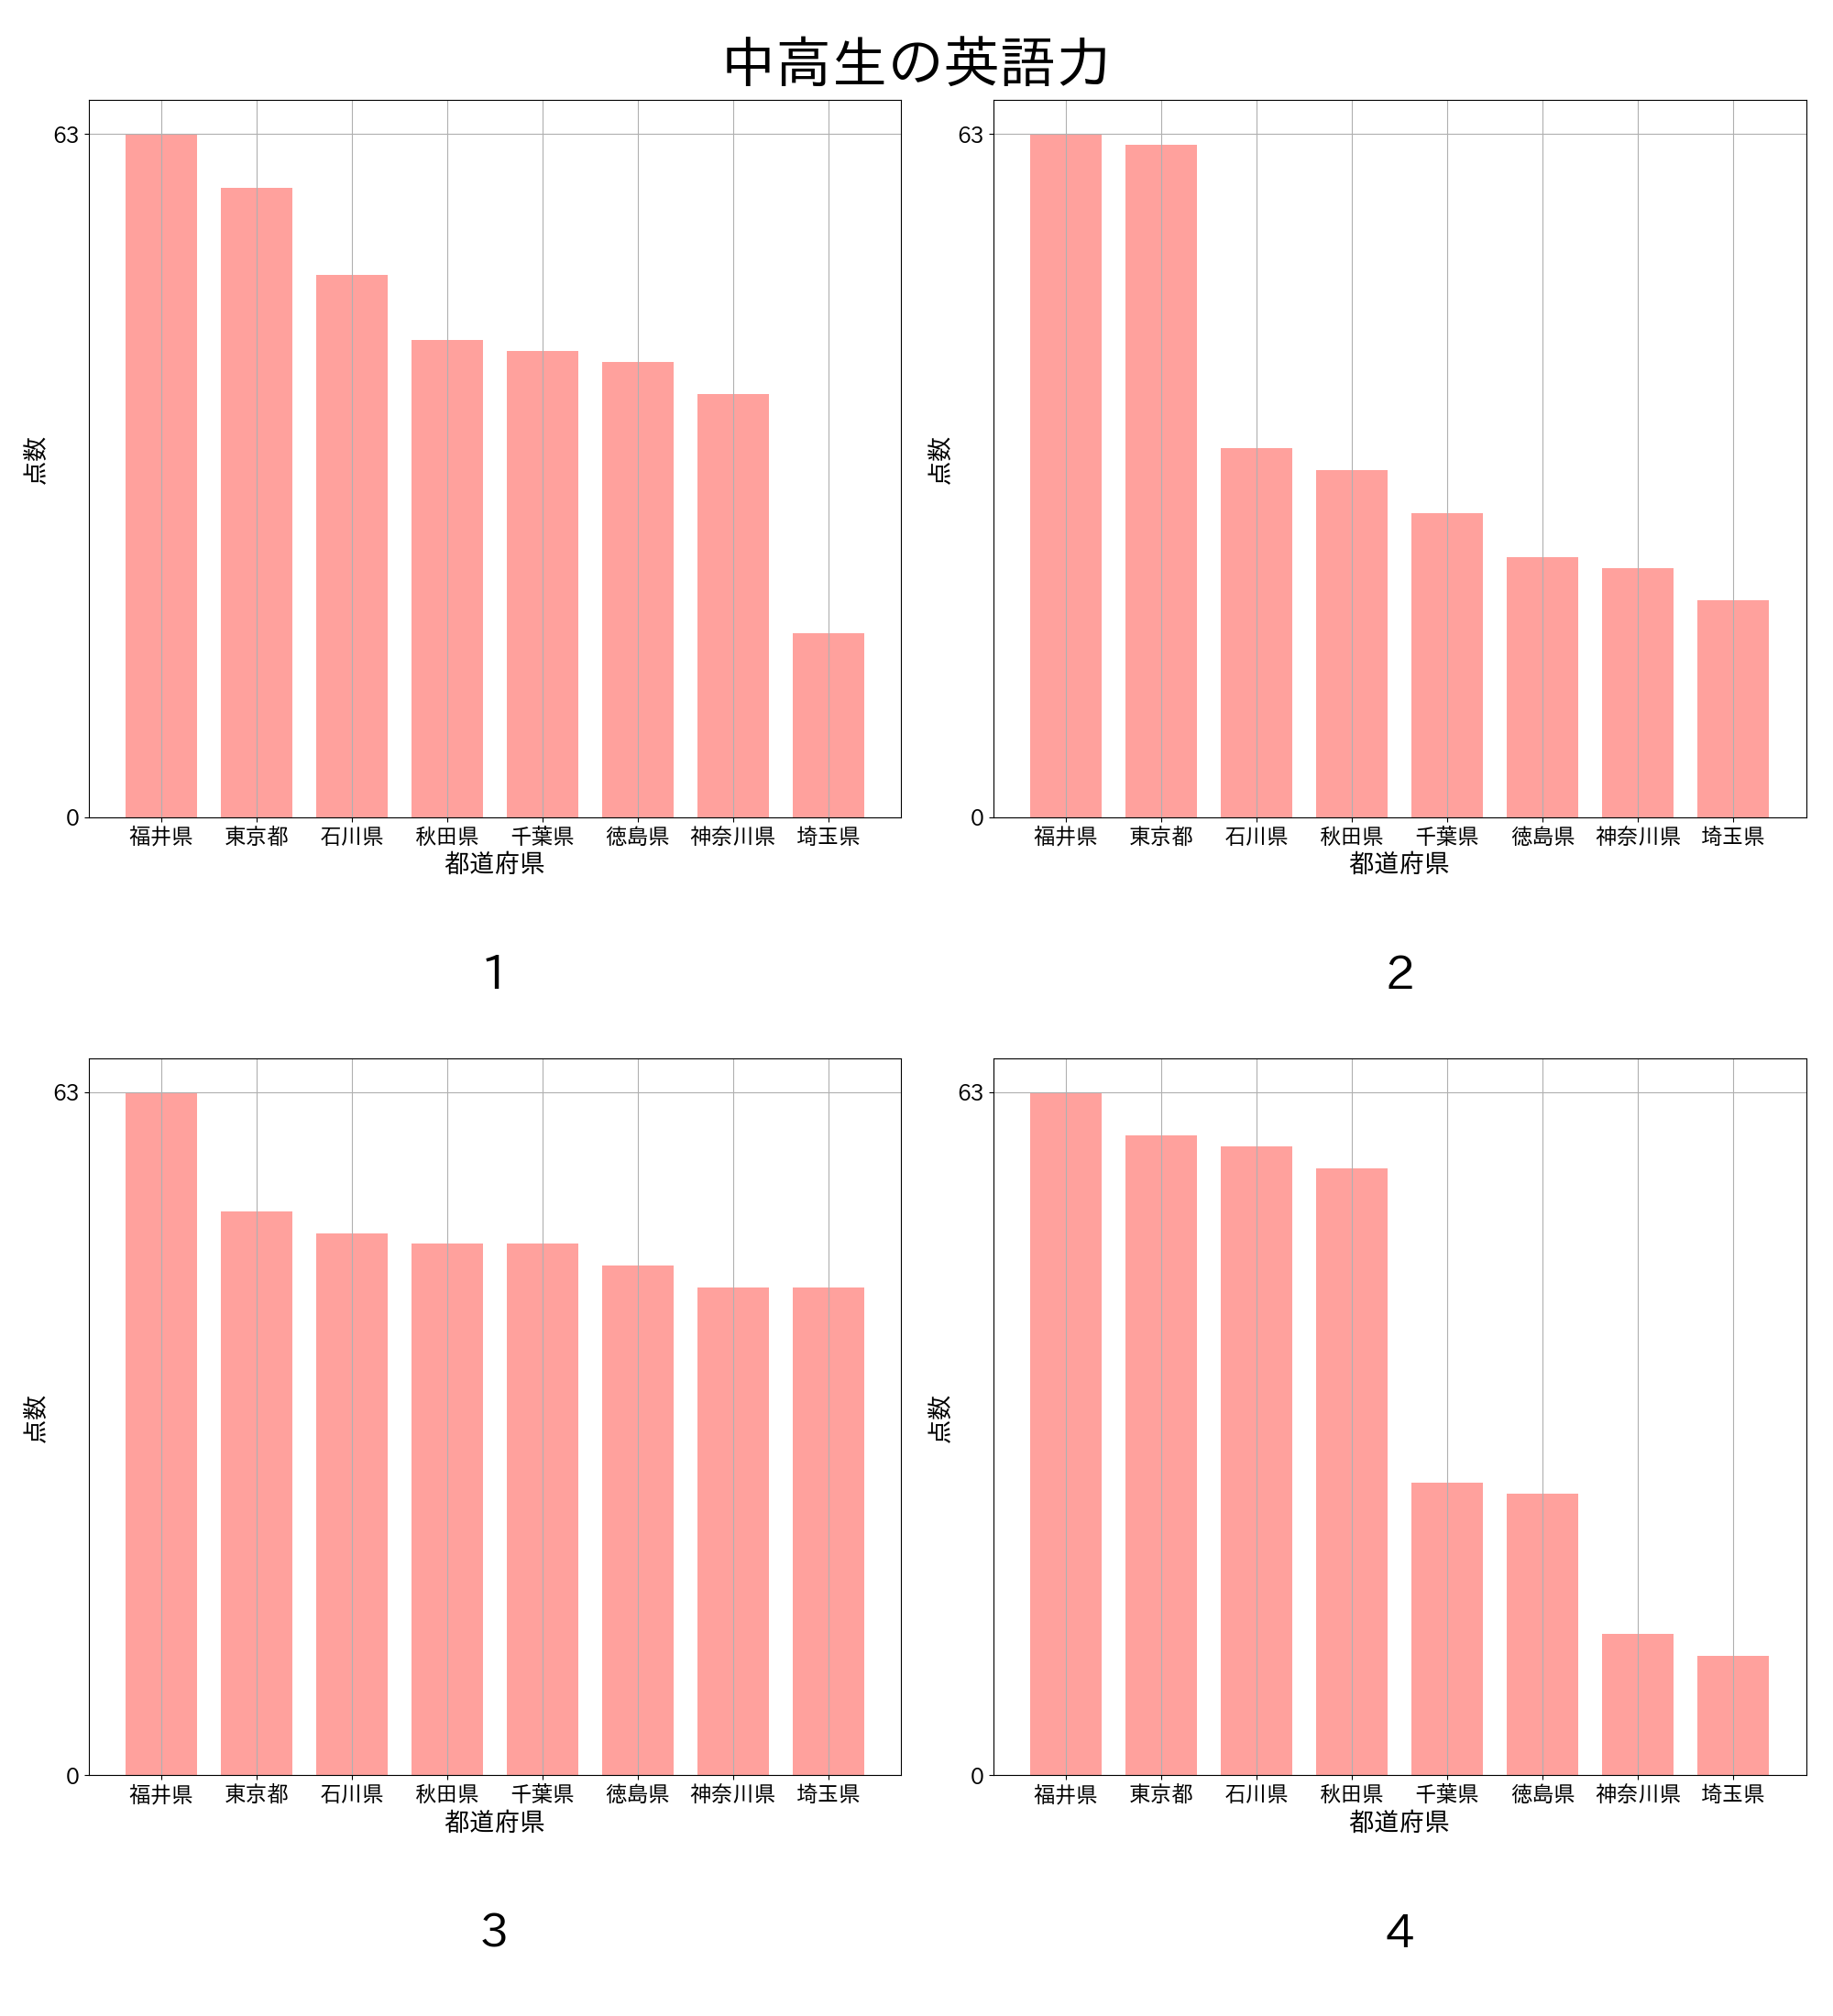 中高生の英語力
63
0
点数
福井県 東京都 石川県 秋田県 千葉県 徳島県 神奈川県 埼玉県
都道府県
1
63
0
点数
福井県 東京都 石川県 秋田県 千葉県 徳島県 神奈川県 埼玉県
都道府県
2
63
0
点数
福井県 東京都 石川県 秋田県 千葉県 徳島県 神奈川県 埼玉県
都道府県
3
63
0
点数
福井県 東京都 石川県 秋田県 千葉県 徳島県 神奈川県 埼玉県
都道府県
4